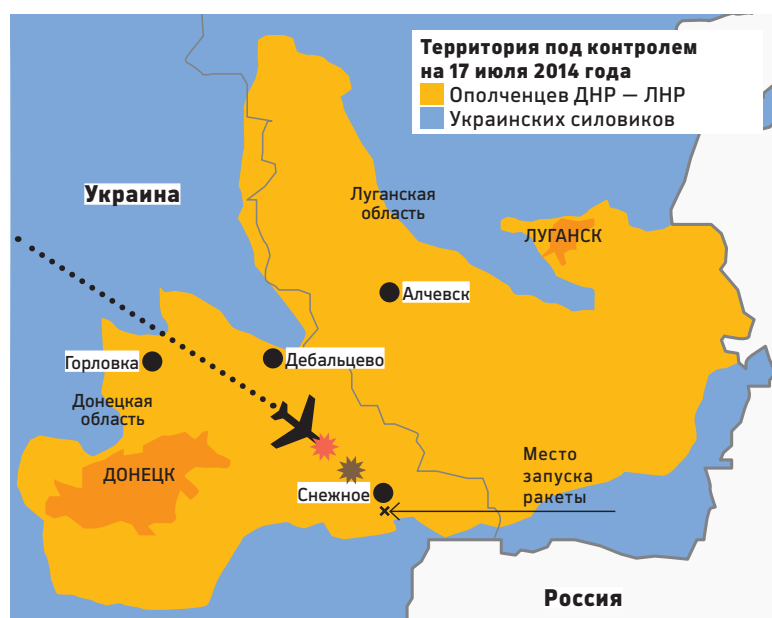 Территория под контролем
на 17 июля 2014 года
Ополченцев ДНР — ЛНР
Украинских силовиков
Украина
Луганская
область
ЛУГАНСК
Алчевск
Горловка
Дебальцево
Донецкая
область
ДОНЕЦК
Снежное
Место
запуска
ракеты
Россия